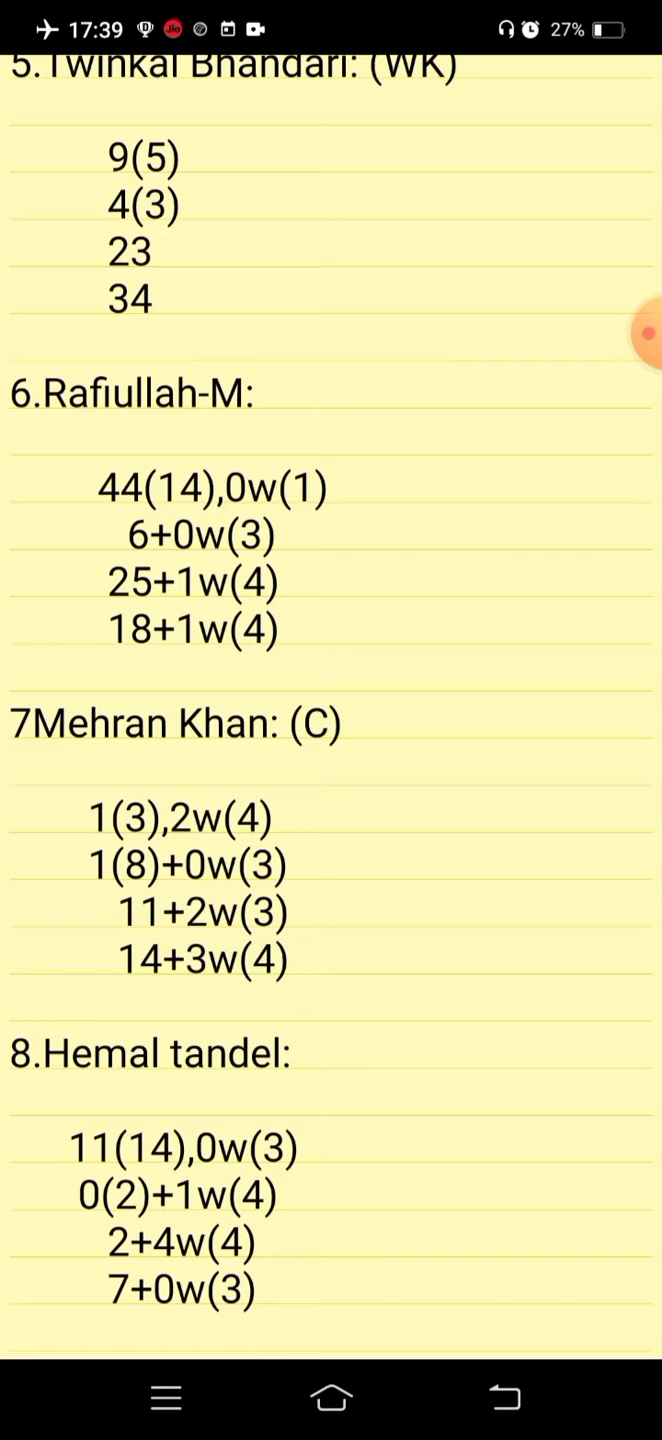 17:39
Jio
27%
5.Twinkal Bhandari: (WK)
9(5)
4(3)
23
34
6.Rafiullah-M:
44(14),0w(1)
6+0w(3)
25+1w(4)
18+1w(4)
7Mehran Khan: (C)
1(3),2w(4)
1(8)+0w(3)
11+2w(3)
14+3w(4)
8.Hemal tandel:
11(14),0w(3)
0(2)+1w(4)
2+4w(4)
7+0w(3)